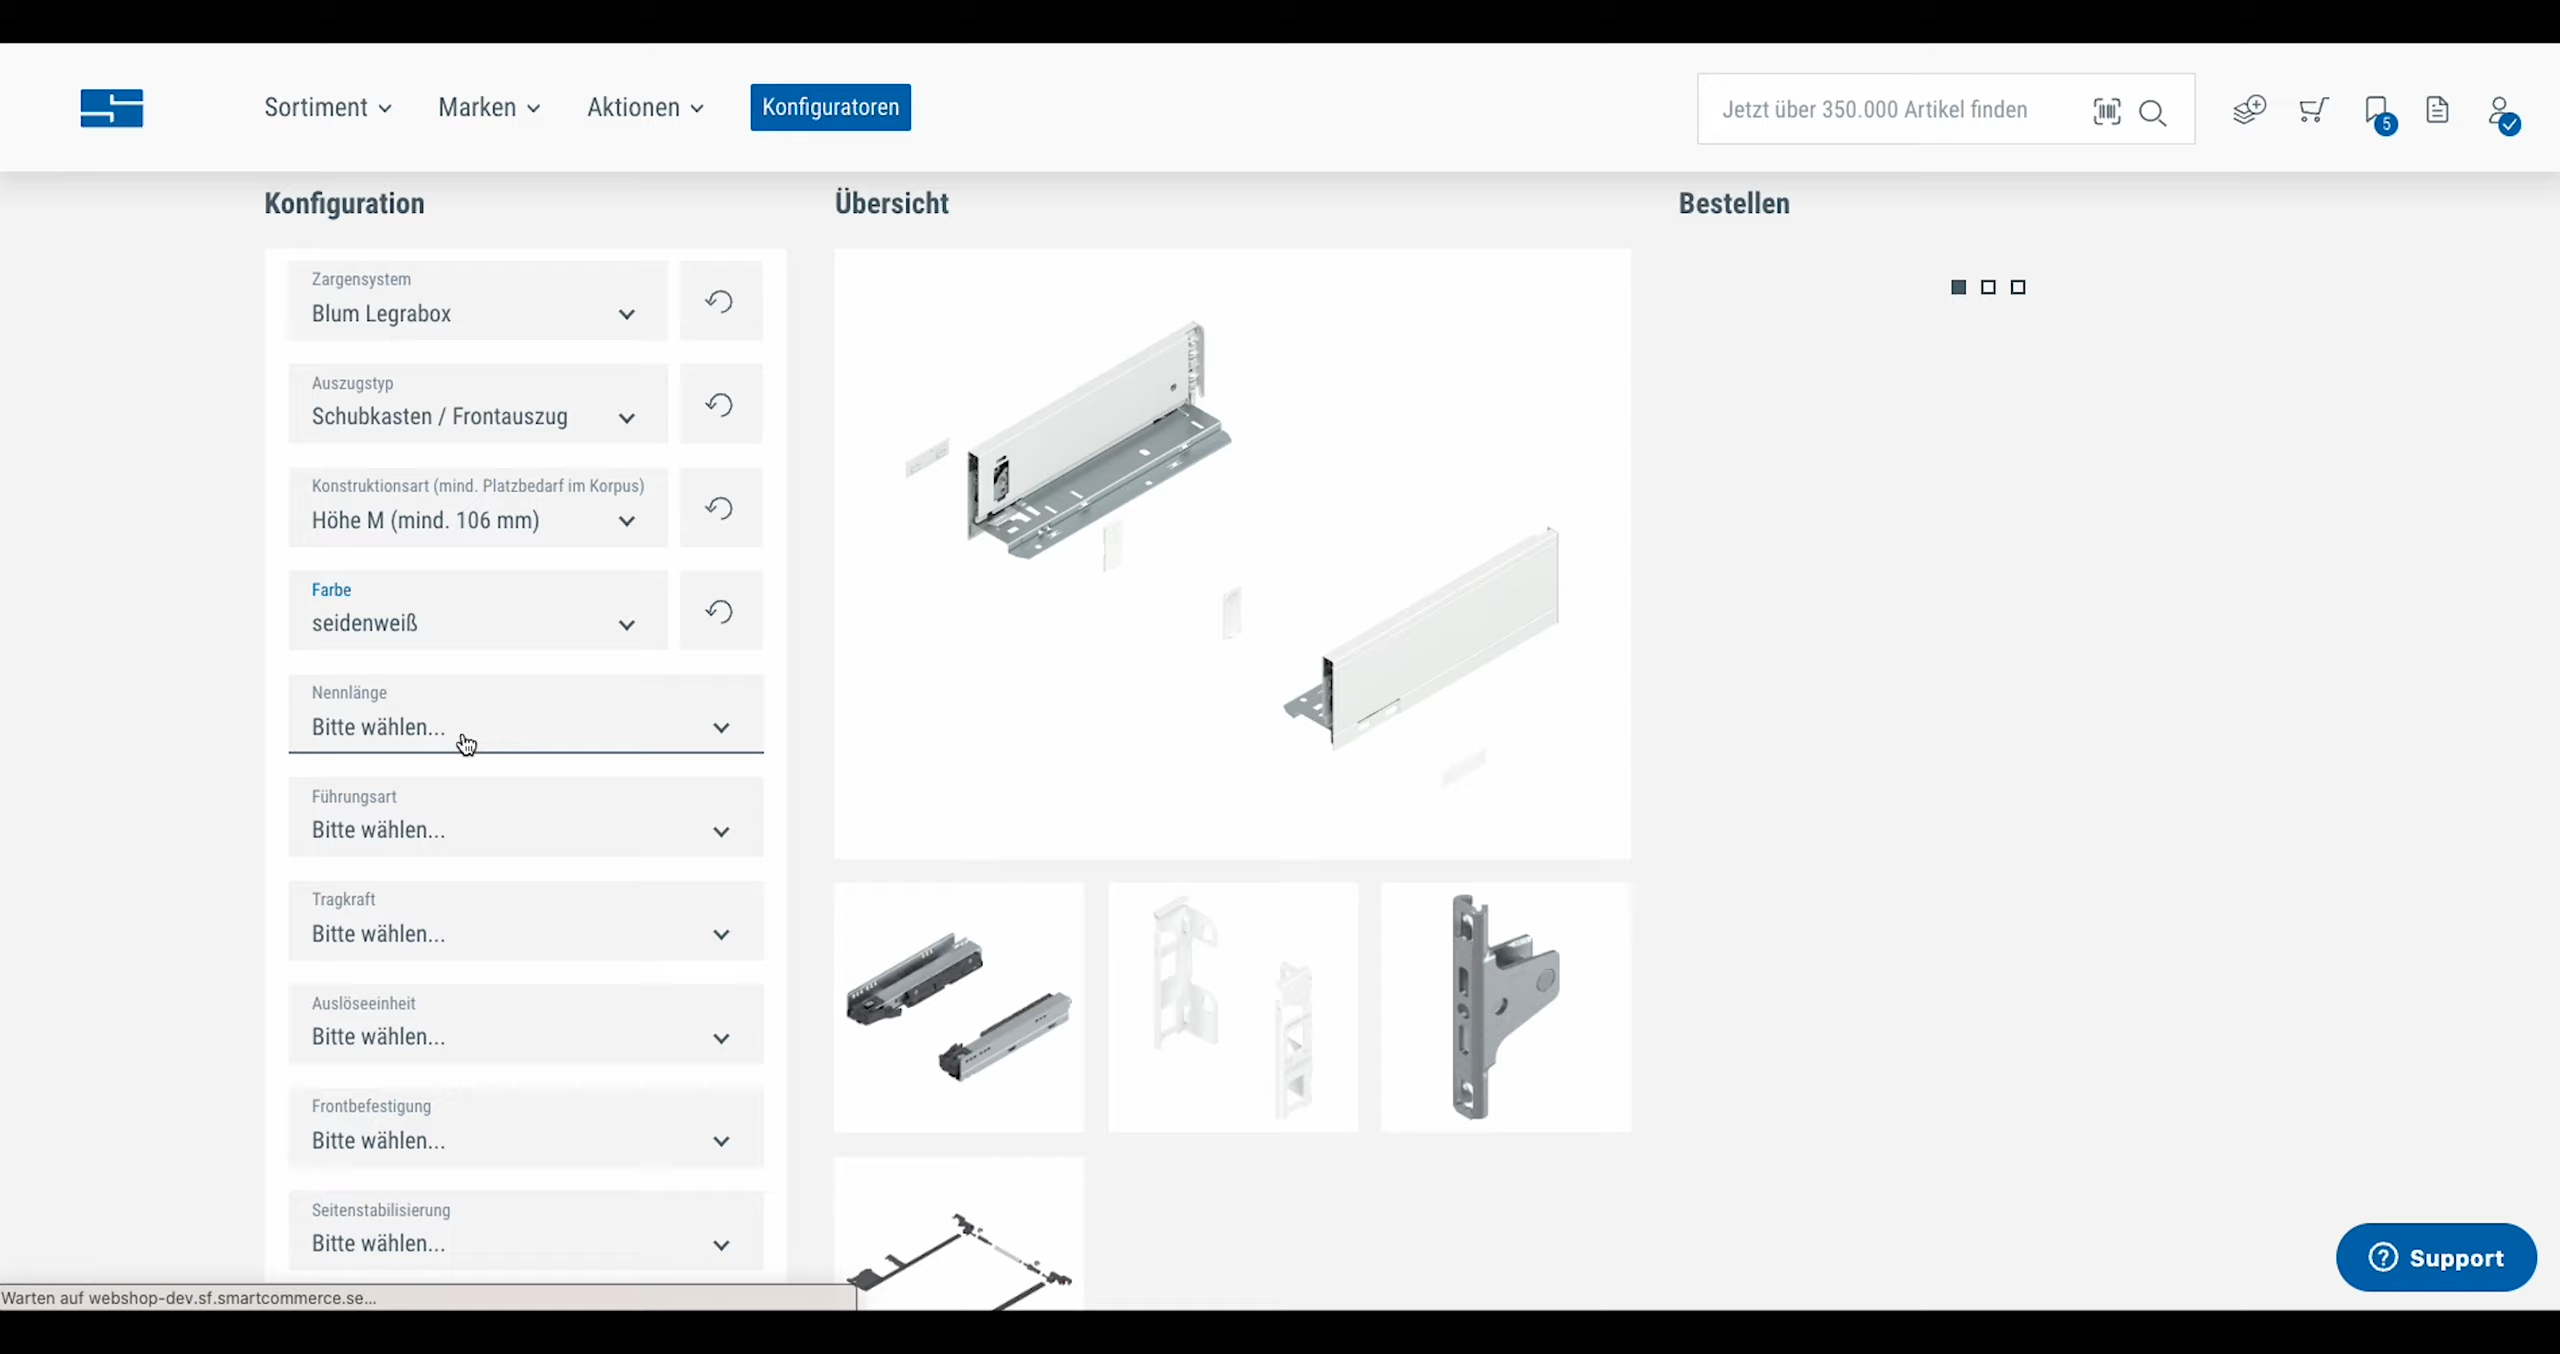 Sortiment
Marken
Aktionen
Konfiguratoren
Jetzt über 350.000 Artikel finden
5
Konfiguration
Übersicht
Bestellen
Zargensystem
Blum Legrabox
Auszugstyp
Schubkasten / Frontauszug
Konstruktionsart (mind. Platzbedarf im Korpus)
Höhe M (mind. 106 mm)
Farbe
seidenweiß
Nennlänge
Bitte wählen...
Führungsart
Bitte wählen...
Tragkraft
Bitte wählen...
Auslöseeinheit
Bitte wählen...
Frontbefestigung
Bitte wählen...
Seitenstabilisierung
Bitte wählen...
Support
Warten auf webshop-dev.sf.smartcommerce.se...